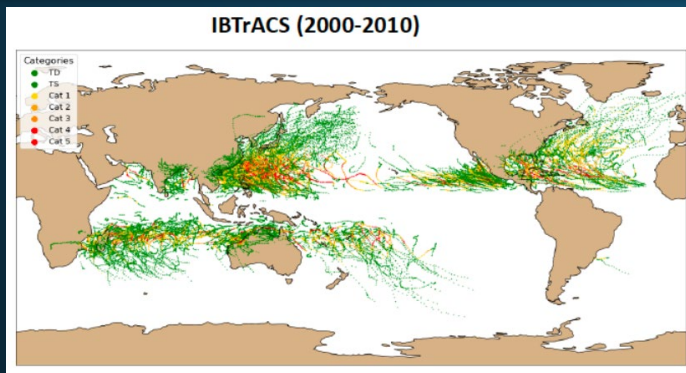 IBTrACS (2000-2010)
Categories
TD
TS
Cat 1
Cat 2
Cat 3
Cat 4
Cat 5